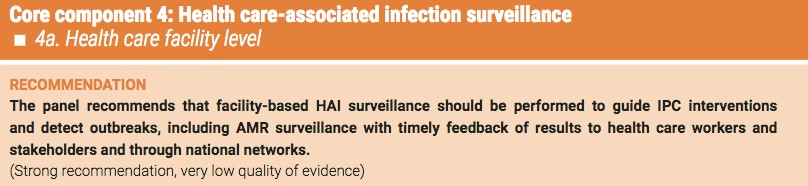 Core component 4: Health care-associated infection surveillance
■ 4a. Health care facility level
RECOMMENDATION
The panel recommends that facility-based HAI surveillance should be performed to guide IPC interventions
and detect outbreaks, including AMR surveillance with timely feedback of results to health care workers and
stakeholders and through national networks.
(Strong recommendation, very low quality of evidence)